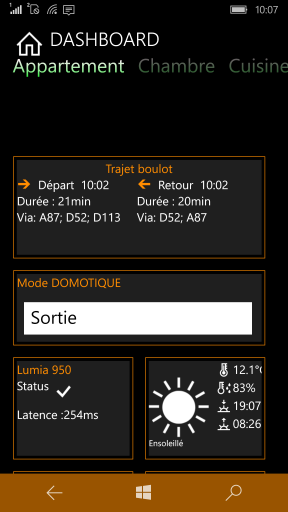 10:07
DASHBOARD
Appartement Chambre Cuisine
Trajet boulot
Départ 10:02 Retour 10:02
Durée : 21min Durée : 20min
Via: A87; D52; D113 Via: D52; A87
Mode DOMOTIQUE
Sortie
Lumia 950
Status
Latence :254ms
12.1°C
83%
19:07
08:26
Ensoleillé